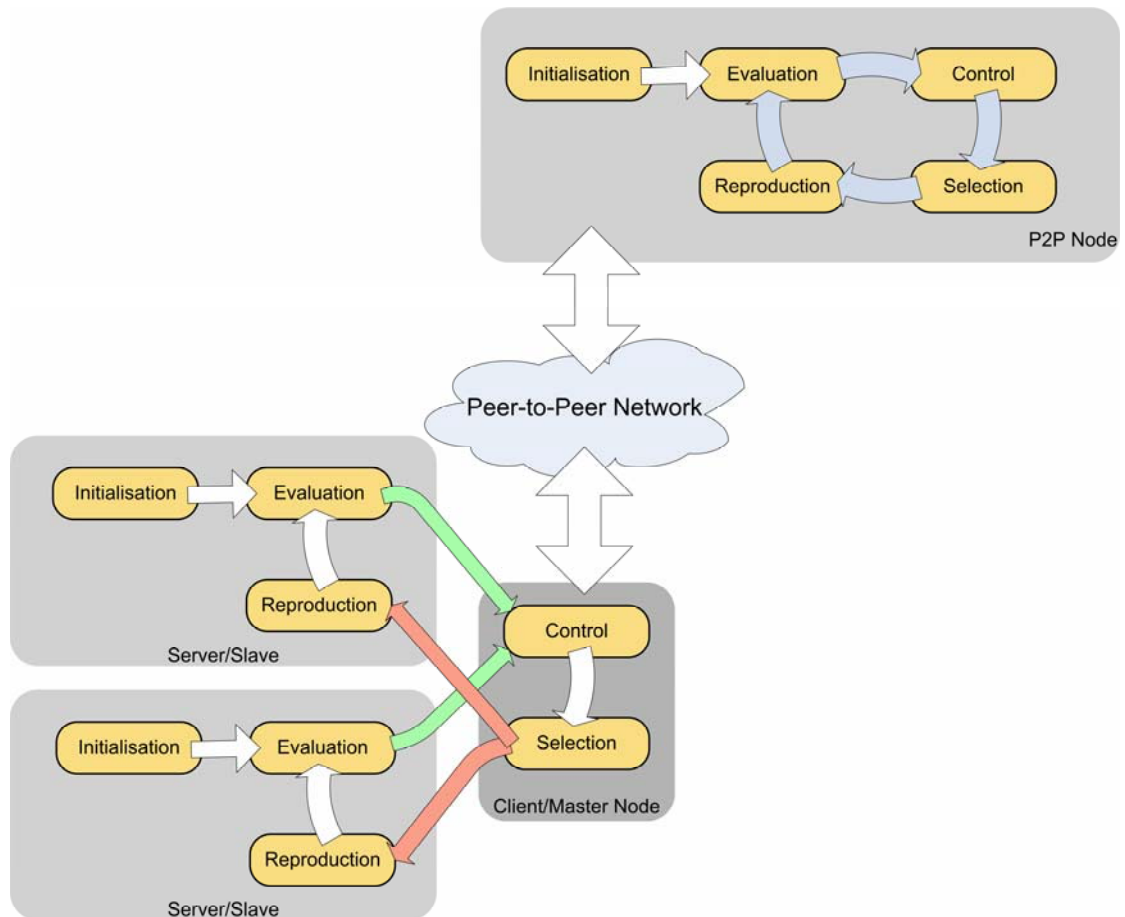 Initialisation
Evaluation
Control
Reproduction
Selection
P2P Node
Peer-to-Peer Network
Initialisation
Evaluation
Reproduction
Server/Slave
Control
Selection
Client/Master Node
Initialisation
Evaluation
Reproduction
Server/Slave